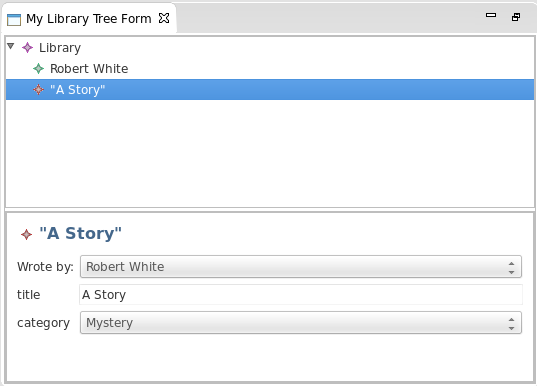 My Library Tree Form
Library
Robert White
"A Story"
"A Story"
Wrote by: Robert White
title A Story
category Mystery